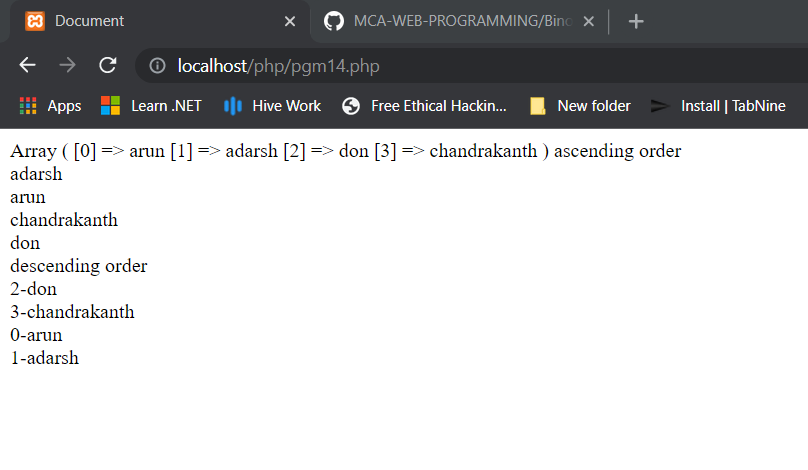 Document
MCA-WEB-PROGRAMMING/Binc
localhost/php/pgm14.php
Apps
Learn .NET
Hive Work
Free Ethical Hackin...
New folder
Install | TabNine
Array ( [0] => arun [1] => adarsh [2] => don [3] => chandrakanth ) ascending order
adarsh
arun
chandrakanth
don
descending order
2-don
3-chandrakanth
0-arun
1-adarsh